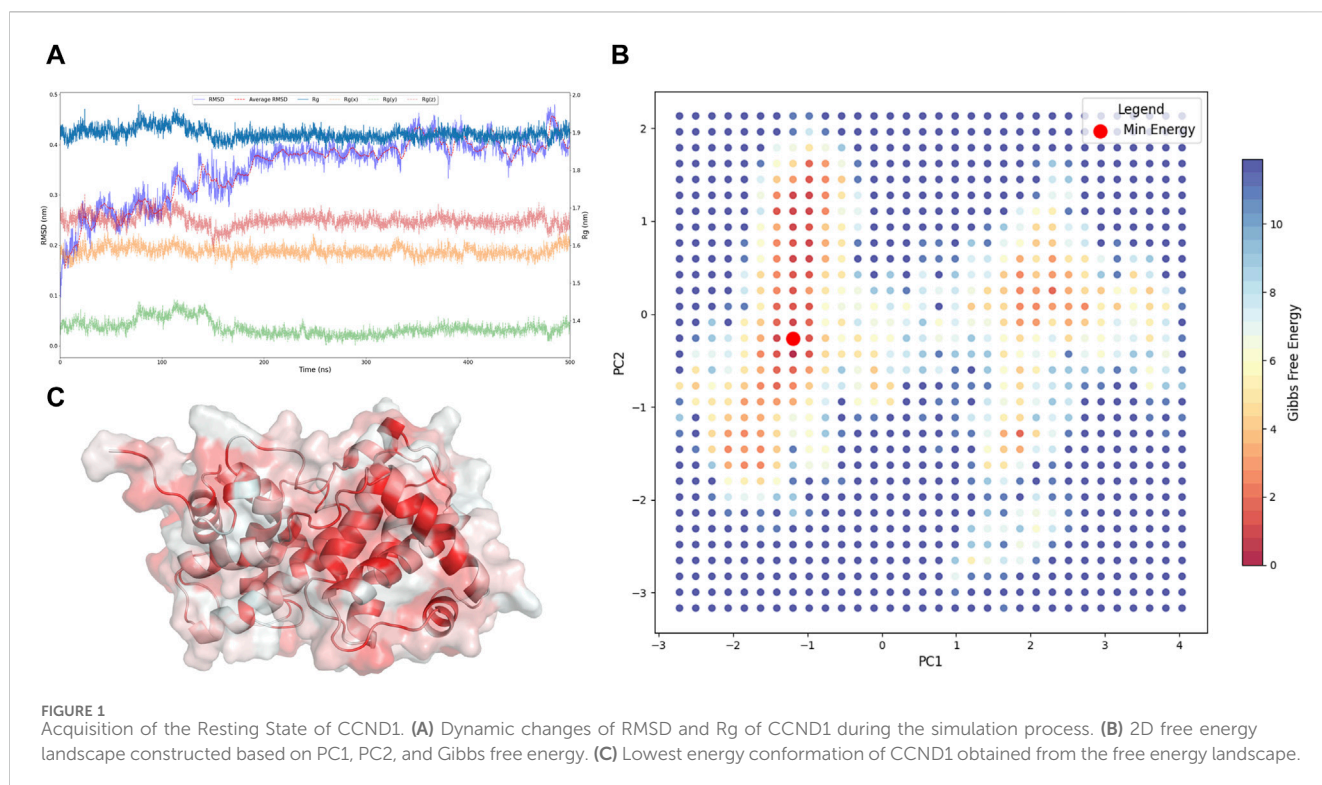 A
RMSD Average RMSD Rg Rg(x) Rg(y) Rg(z)
0.5
0.4
0.3
0.2
0.1
0.0
RMSD (nm)
2.0
1.9
1.8
1.7
1.6
1.5
1.4
Rg (nm)
0 100 200 300 400 500
Time (ns)
B
Legend
Min Energy
2
1
0
−1
−2
−3
PC2
−3 −2 −1 0 1 2 3 4
PC1
10
8
6
4
2
0
Gibbs Free Energy
C
FIGURE 1
Acquisition of the Resting State of CCND1. (A) Dynamic changes of RMSD and Rg of CCND1 during the simulation process. (B) 2D free energy
landscape constructed based on PC1, PC2, and Gibbs free energy. (C) Lowest energy conformation of CCND1 obtained from the free energy landscape.